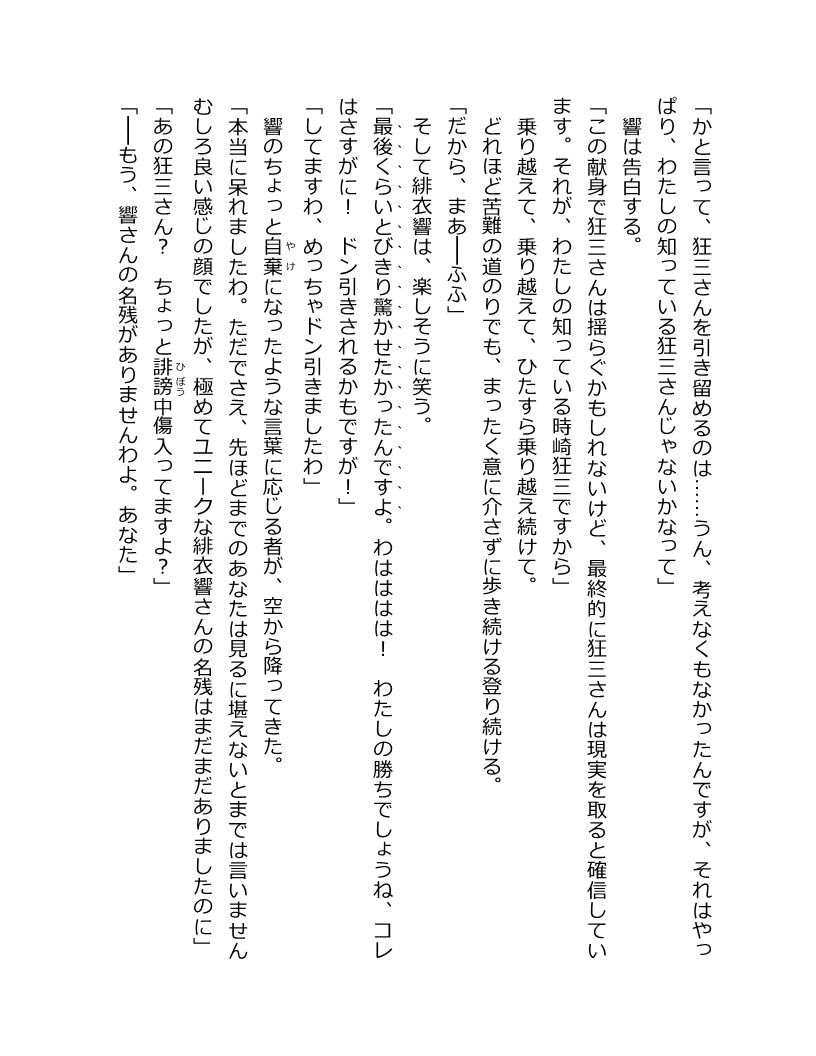 「かと言って、狂三さんを引き留めるのは……うん、考えなくもなかったんですが、それはやっ
ぱり、わたしの知っている狂三さんじゃないかなって」
　響は告白する。
「この献身で狂三さんは揺らぐかもしれないけど、最終的に狂三さんは現実を取ると確信してい
ます。それが、わたしの知っている時崎狂三ですから」
　乗り越えて、乗り越えて、ひたすら乗り越え続けて。
　どれほど苦難の道のりでも、まったく意に介さずに歩き続ける登り続ける。
「だから、まあ――ふふ」
　そして緋衣響は、楽しそうに笑う。
「最後くらいとびきり驚かせたかったんですよ。わはははは！　わたしの勝ちでしょうね、コレ
はさすがに！　ドン引きされるかもですが！」
「してますわ、めっちゃドン引きましたわ」
　響のちょっと自棄になったような言葉に応じる者が、空から降ってきた。
「本当に呆れましたわ。ただでさえ、先ほどまでのあなたは見るに堪えないとまでは言いません
むしろ良い感じの顔でしたが、極めてユニークな緋衣響さんの名残はまだまだありましたのに」
「あの狂三さん？　ちょっと誹謗中傷入ってますよ？」
「――もう、響さんの名残がありませんわよ。あなた」